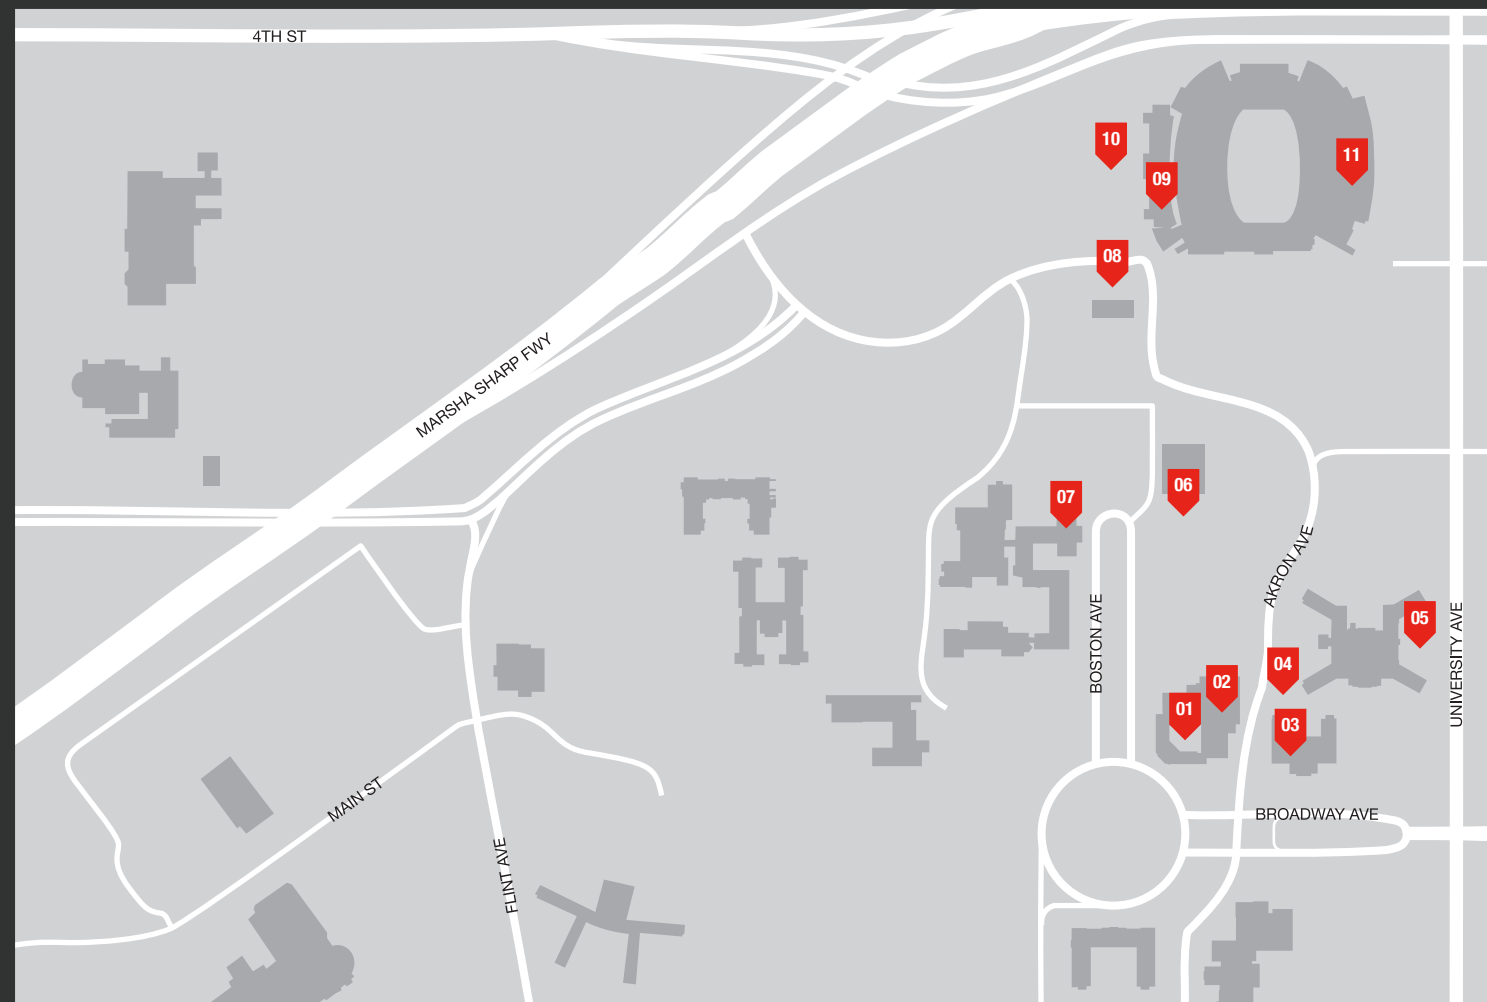 4TH ST
10
11
09
08
MARSHA SHARP FWY
06
07
AKRON AVE
05
BOSTON AVE
UNIVERSITY AVE
04
02
01
03
MAIN ST
BROADWAY AVE
FLINT AVE